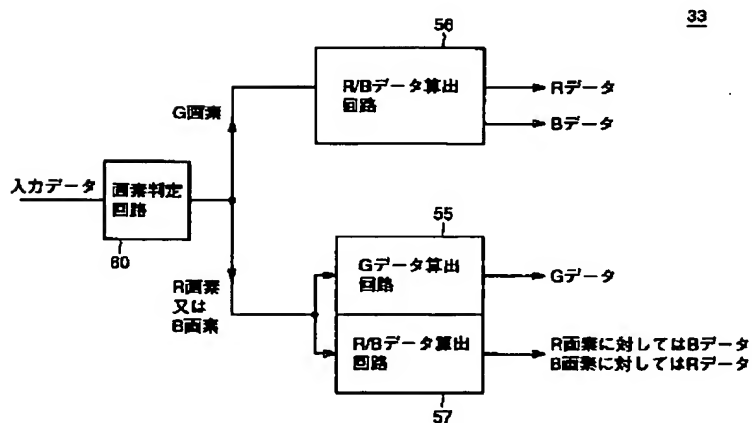 33
56
R/Bデータ算出
回路
Rデータ
Bデータ
G画素
入力データ
画素判定
回路
60
R画素
又は
B画素
55
Gデータ算出
回路
Gデータ
R/Bデータ算出
回路
R画素に対してはBデータ
B画素に対してはRデータ
57